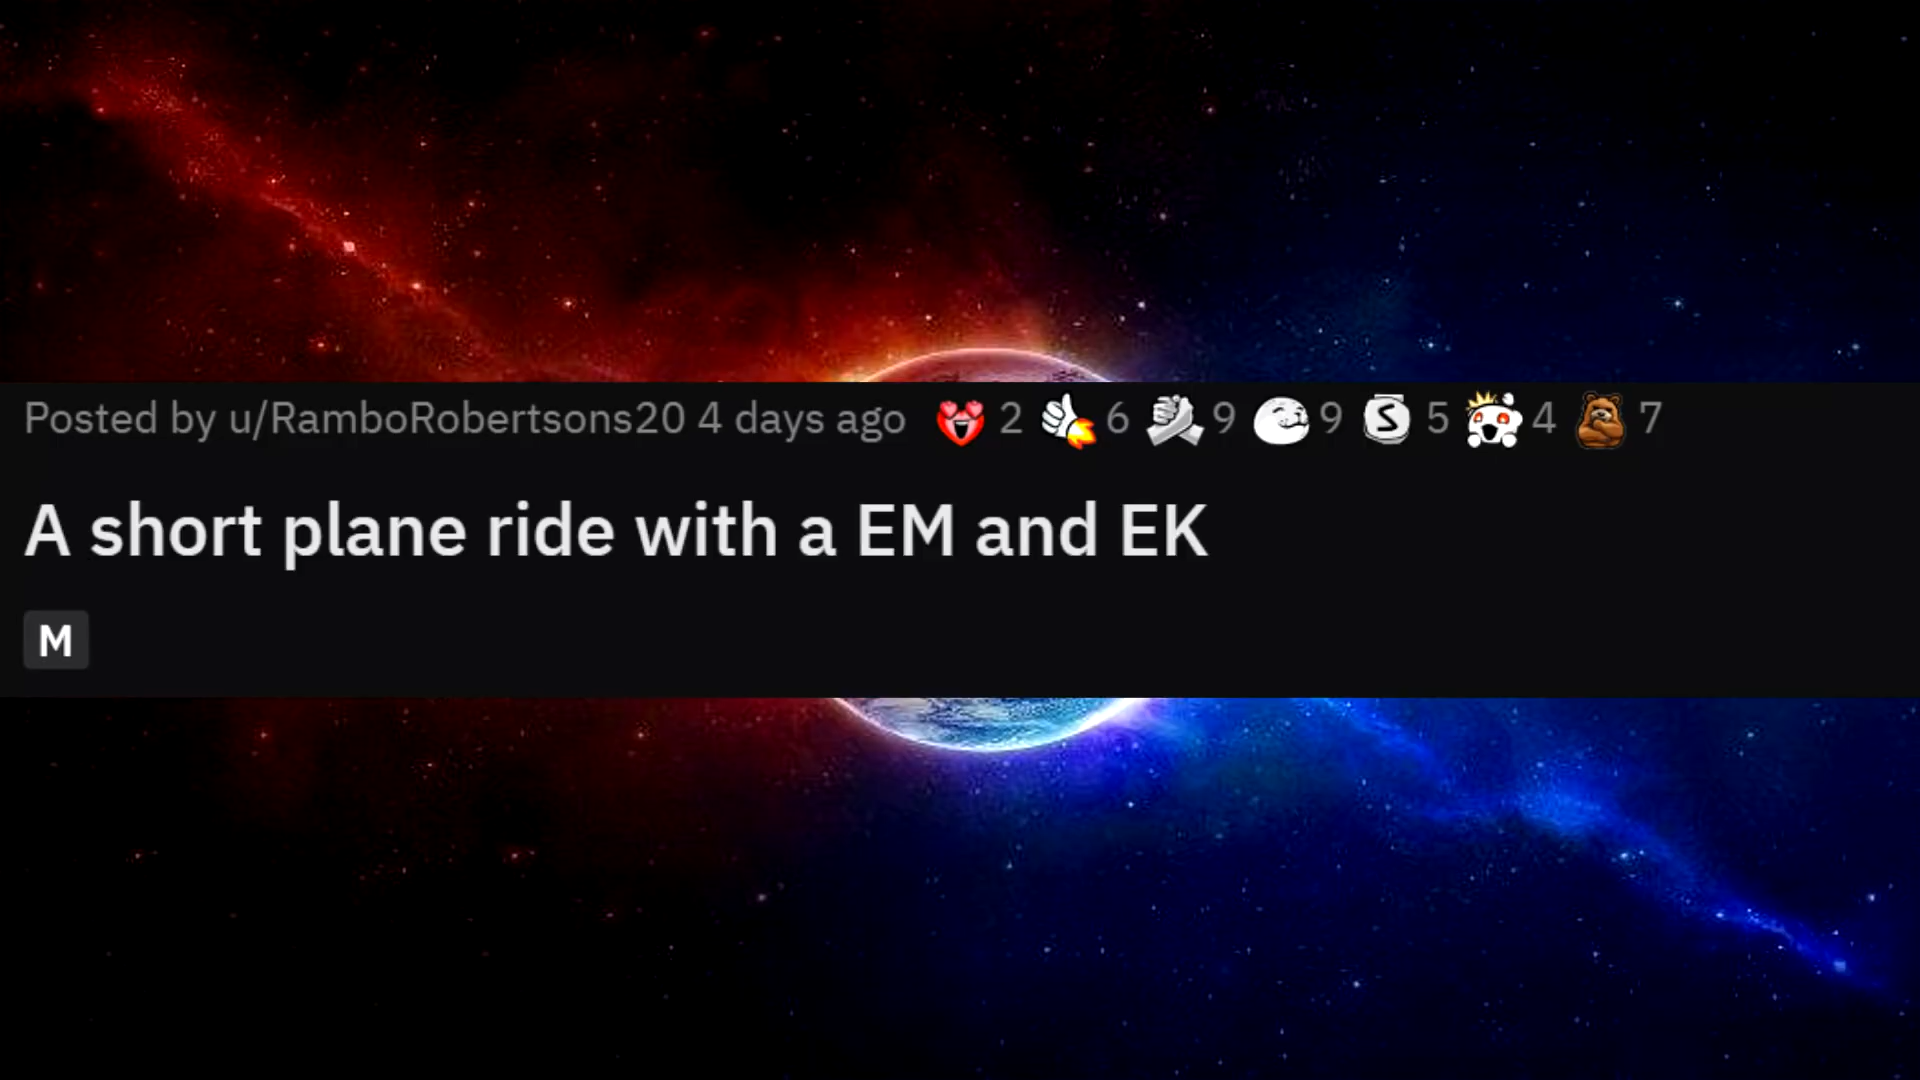 Posted by u/RamboRobertsons20 4 days ago 2 6 9 9 S 5 4 7
A short plane ride with a EM and EK
M